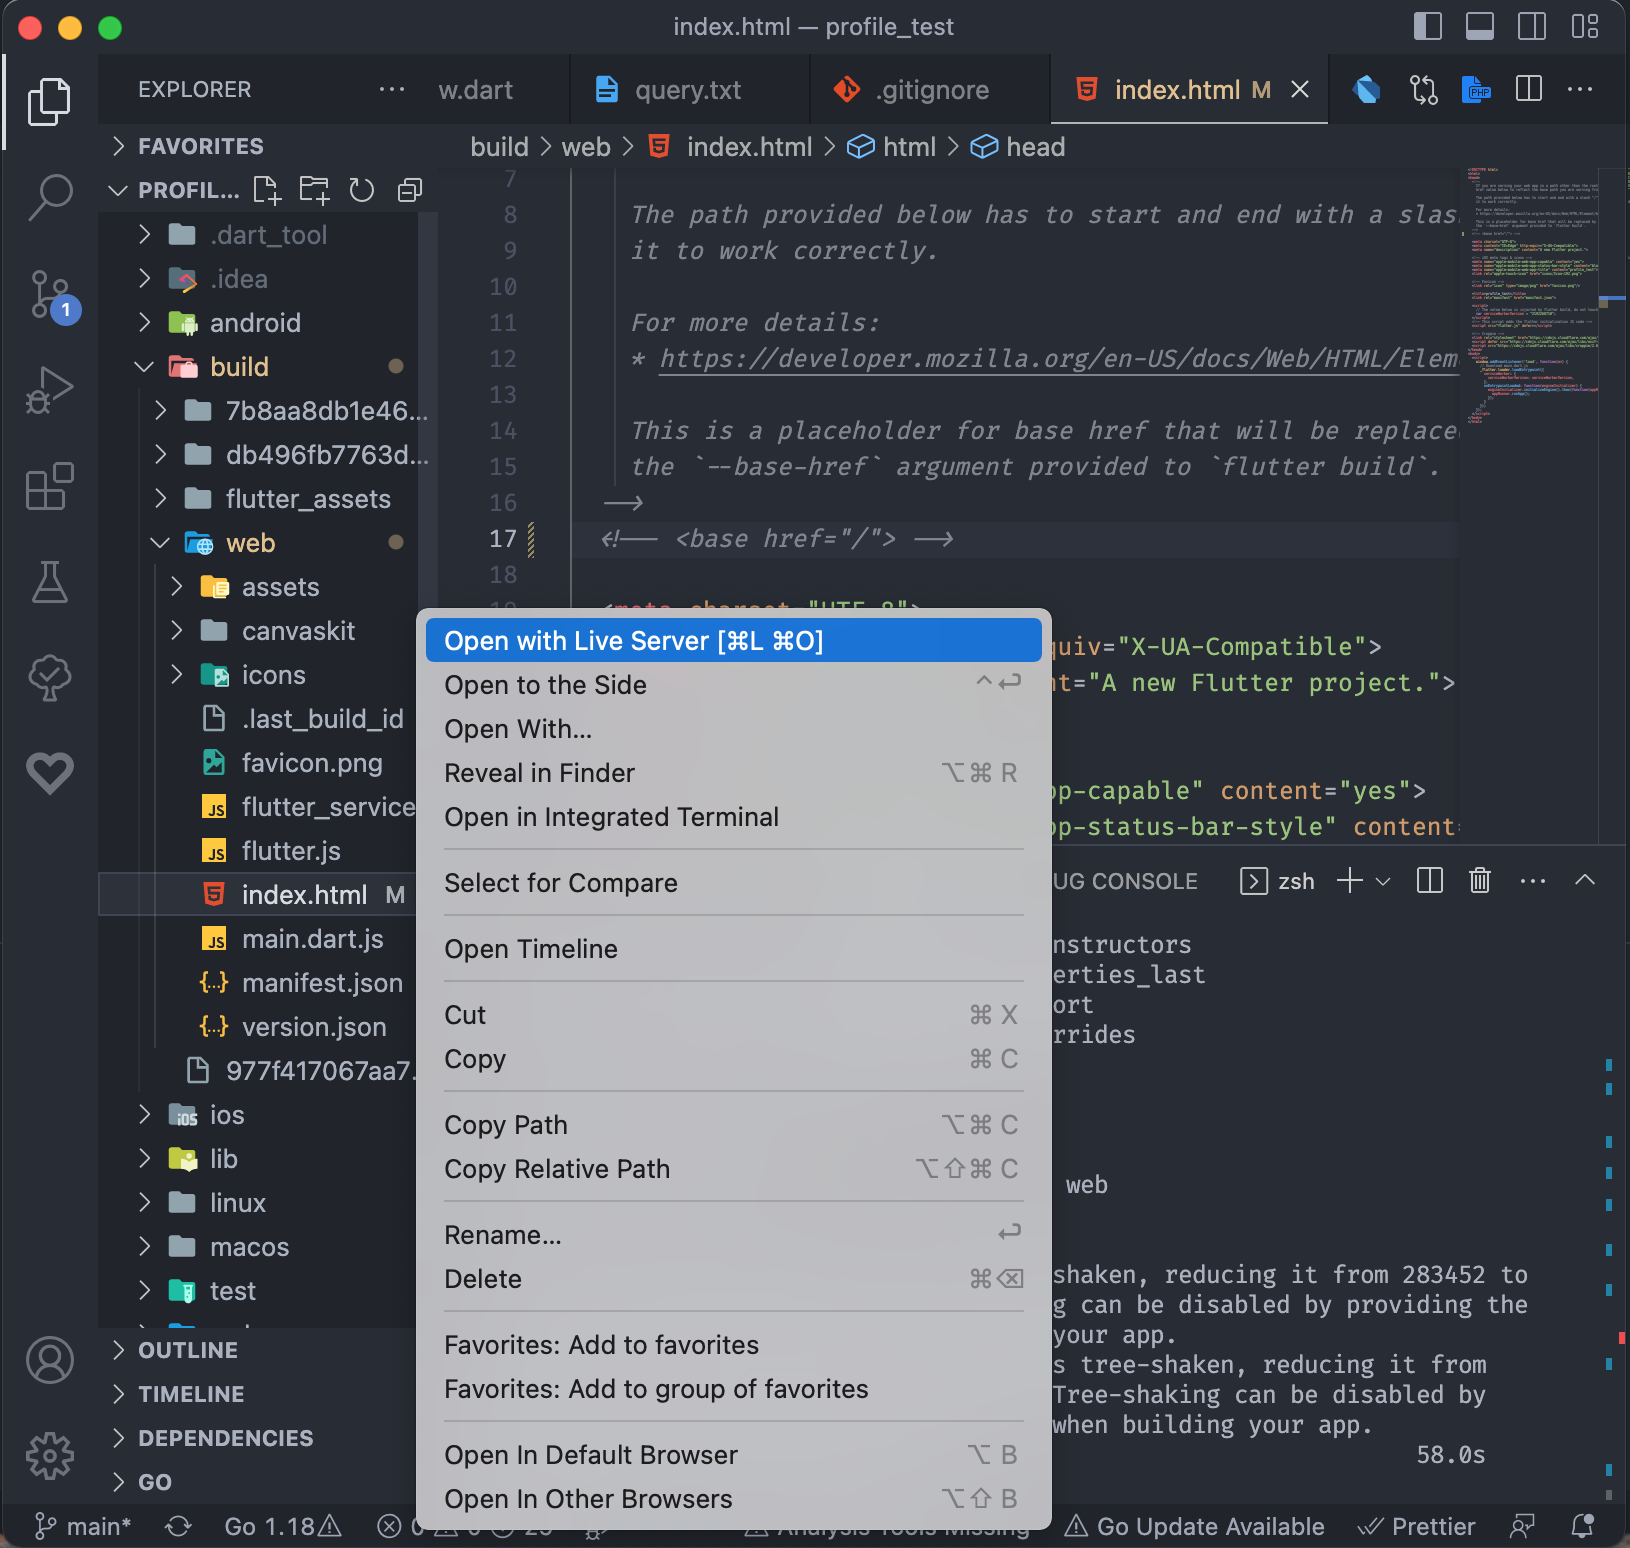 index.html — profile_test
EXPLORER
w.dart
query.txt
.gitignore
index.html M
PHP
build > web > index.html > html > head
FAVORITES
PROFIL...
.dart_tool
.idea
android
build
7b8aa8db1e46...
db496fb7763d...
flutter_assets
web
assets
canvaskit
icons
.last_build_id
favicon.png
flutter_service
flutter.js
index.html M
main.dart.js
manifest.json
version.json
977f417067aa7.
ios
lib
linux
macos
test
OUTLINE
TIMELINE
DEPENDENCIES
GO
1
7
8 The path provided below has to start and end with a slas
9 it to work correctly.
10
11 For more details:
12 * https://developer.mozilla.org/en-US/docs/Web/HTML/Elem
13
14 This is a placeholder for base href that will be replace
15 the `--base-href` argument provided to `flutter build`.
16 -->
17 <!-- <base href="/"> -->
18
19 <meta charset="UTF-8">
quiv="X-UA-Compatible">
nt="A new Flutter project.">
pp-capable" content="yes">
pp-status-bar-style" content
Open with Live Server [⌘L ⌘O]
Open to the Side ^↩
Open With...
Reveal in Finder ⌥⌘ R
Open in Integrated Terminal
Select for Compare
Open Timeline
Cut ⌘ X
Copy ⌘ C
Copy Path ⌥⌘ C
Copy Relative Path ⌥⇧⌘ C
Rename... ↩
Delete ⌘⌫
Favorites: Add to favorites
Favorites: Add to group of favorites
Open In Default Browser ⌥ B
Open In Other Browsers ⌥⇧ B
UG CONSOLE
zsh
nstructors
erties_last
ort
rrides
web
shaken, reducing it from 283452 to
g can be disabled by providing the
your app.
s tree-shaken, reducing it from
Tree-shaking can be disabled by
when building your app.
58.0s
main* Go 1.18 0 Analysis Tools Missing Go Update Available Prettier